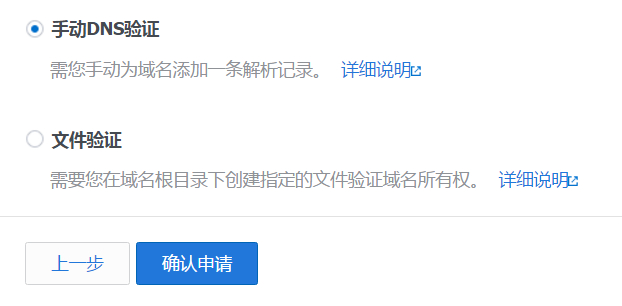 手动DNS验证
需您手动为域名添加一条解析记录。 详细说明
文件验证
需要您在域名根目录下创建指定的文件验证域名所有权。 详细说明
上一步 确认申请